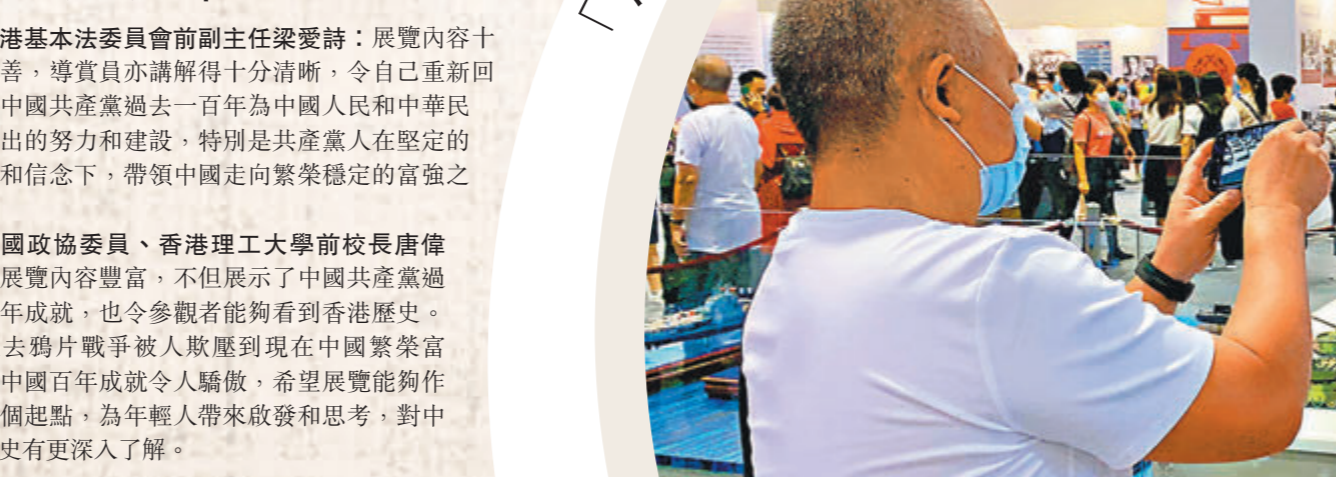 港基本法委員會前副主任梁愛詩：展覽內容十
善，導賞員亦講解得十分清晰，令自己重新回
中國共產黨過去一百年為中國人民和中華民
出的努力和建設，特別是共產黨人在堅定的
和信念下，帶領中國走向繁榮穩定的富強之
國政協委員、香港理工大學前校長唐偉
展覽內容豐富，不但展示了中國共產黨過
年成就，也令參觀者能夠看到香港歷史。
去鴉片戰爭被人欺壓到現在中國繁榮富
中國百年成就令人驕傲，希望展覽能夠作
個起點，為年輕人帶來啟發和思考，對中
史有更深入了解。